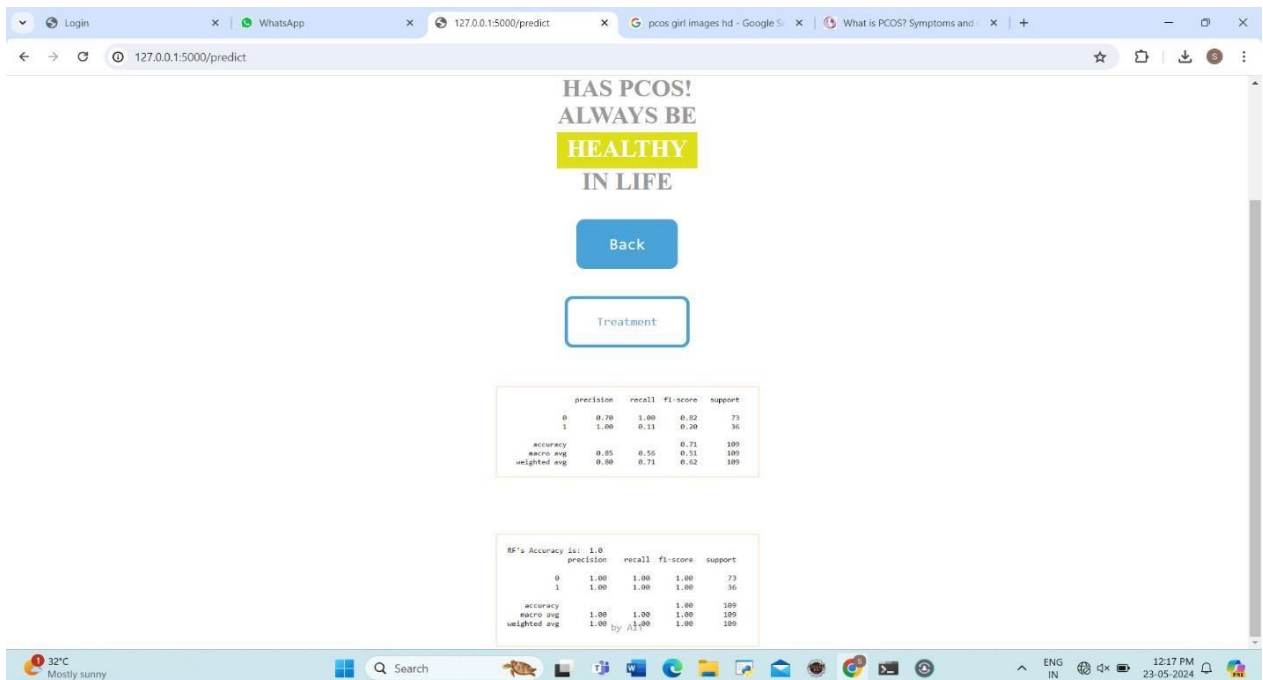 Login
WhatsApp
127.0.0.1:5000/predict
pcos girl images hd - Google Se
What is PCOS? Symptoms and
127.0.0.1:5000/predict
S
HAS PCOS!
ALWAYS BE
HEALTHY
IN LIFE
Back
Treatment
precision recall f1-score support
0 0.70 1.00 0.82 73
1 1.00 0.11 0.20 36
accuracy 0.71 109
macro avg 0.85 0.56 0.51 109
weighted avg 0.80 0.71 0.62 109
RF's Accuracy is: 1.0
precision recall f1-score support
0 1.00 1.00 1.00 73
1 1.00 1.00 1.00 36
accuracy 1.00 109
macro avg 1.00 1.00 1.00 109
weighted avg 1.00 1.00 1.00 109
by
1
32°C
Mostly sunny
Search
ENG
IN
12:17 PM
23-05-2024